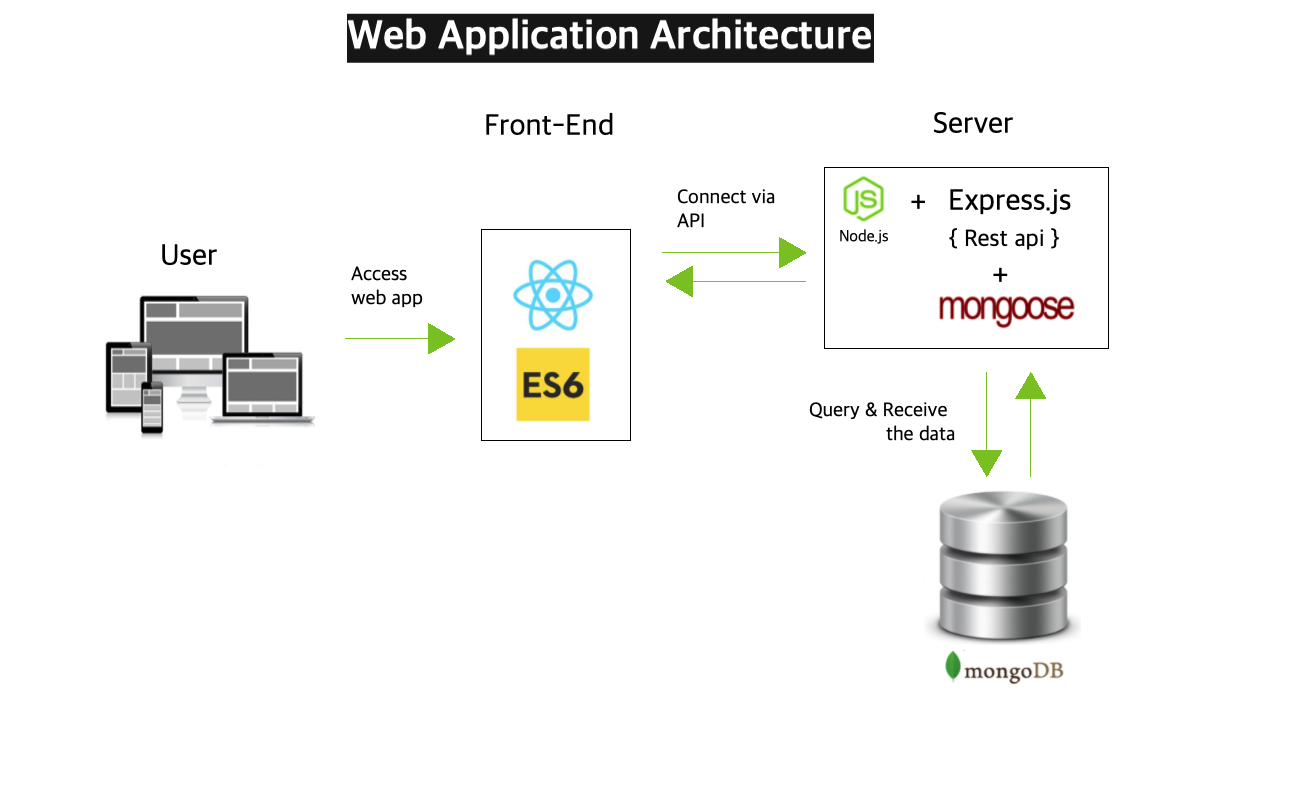 Web Application Architecture
Front-End
Server
User
Access
web app
ES6
Connect via
API
JS
Node.js
+ Express.js
{ Rest api }
+
mongoose
Query & Receive
the data
mongoDB